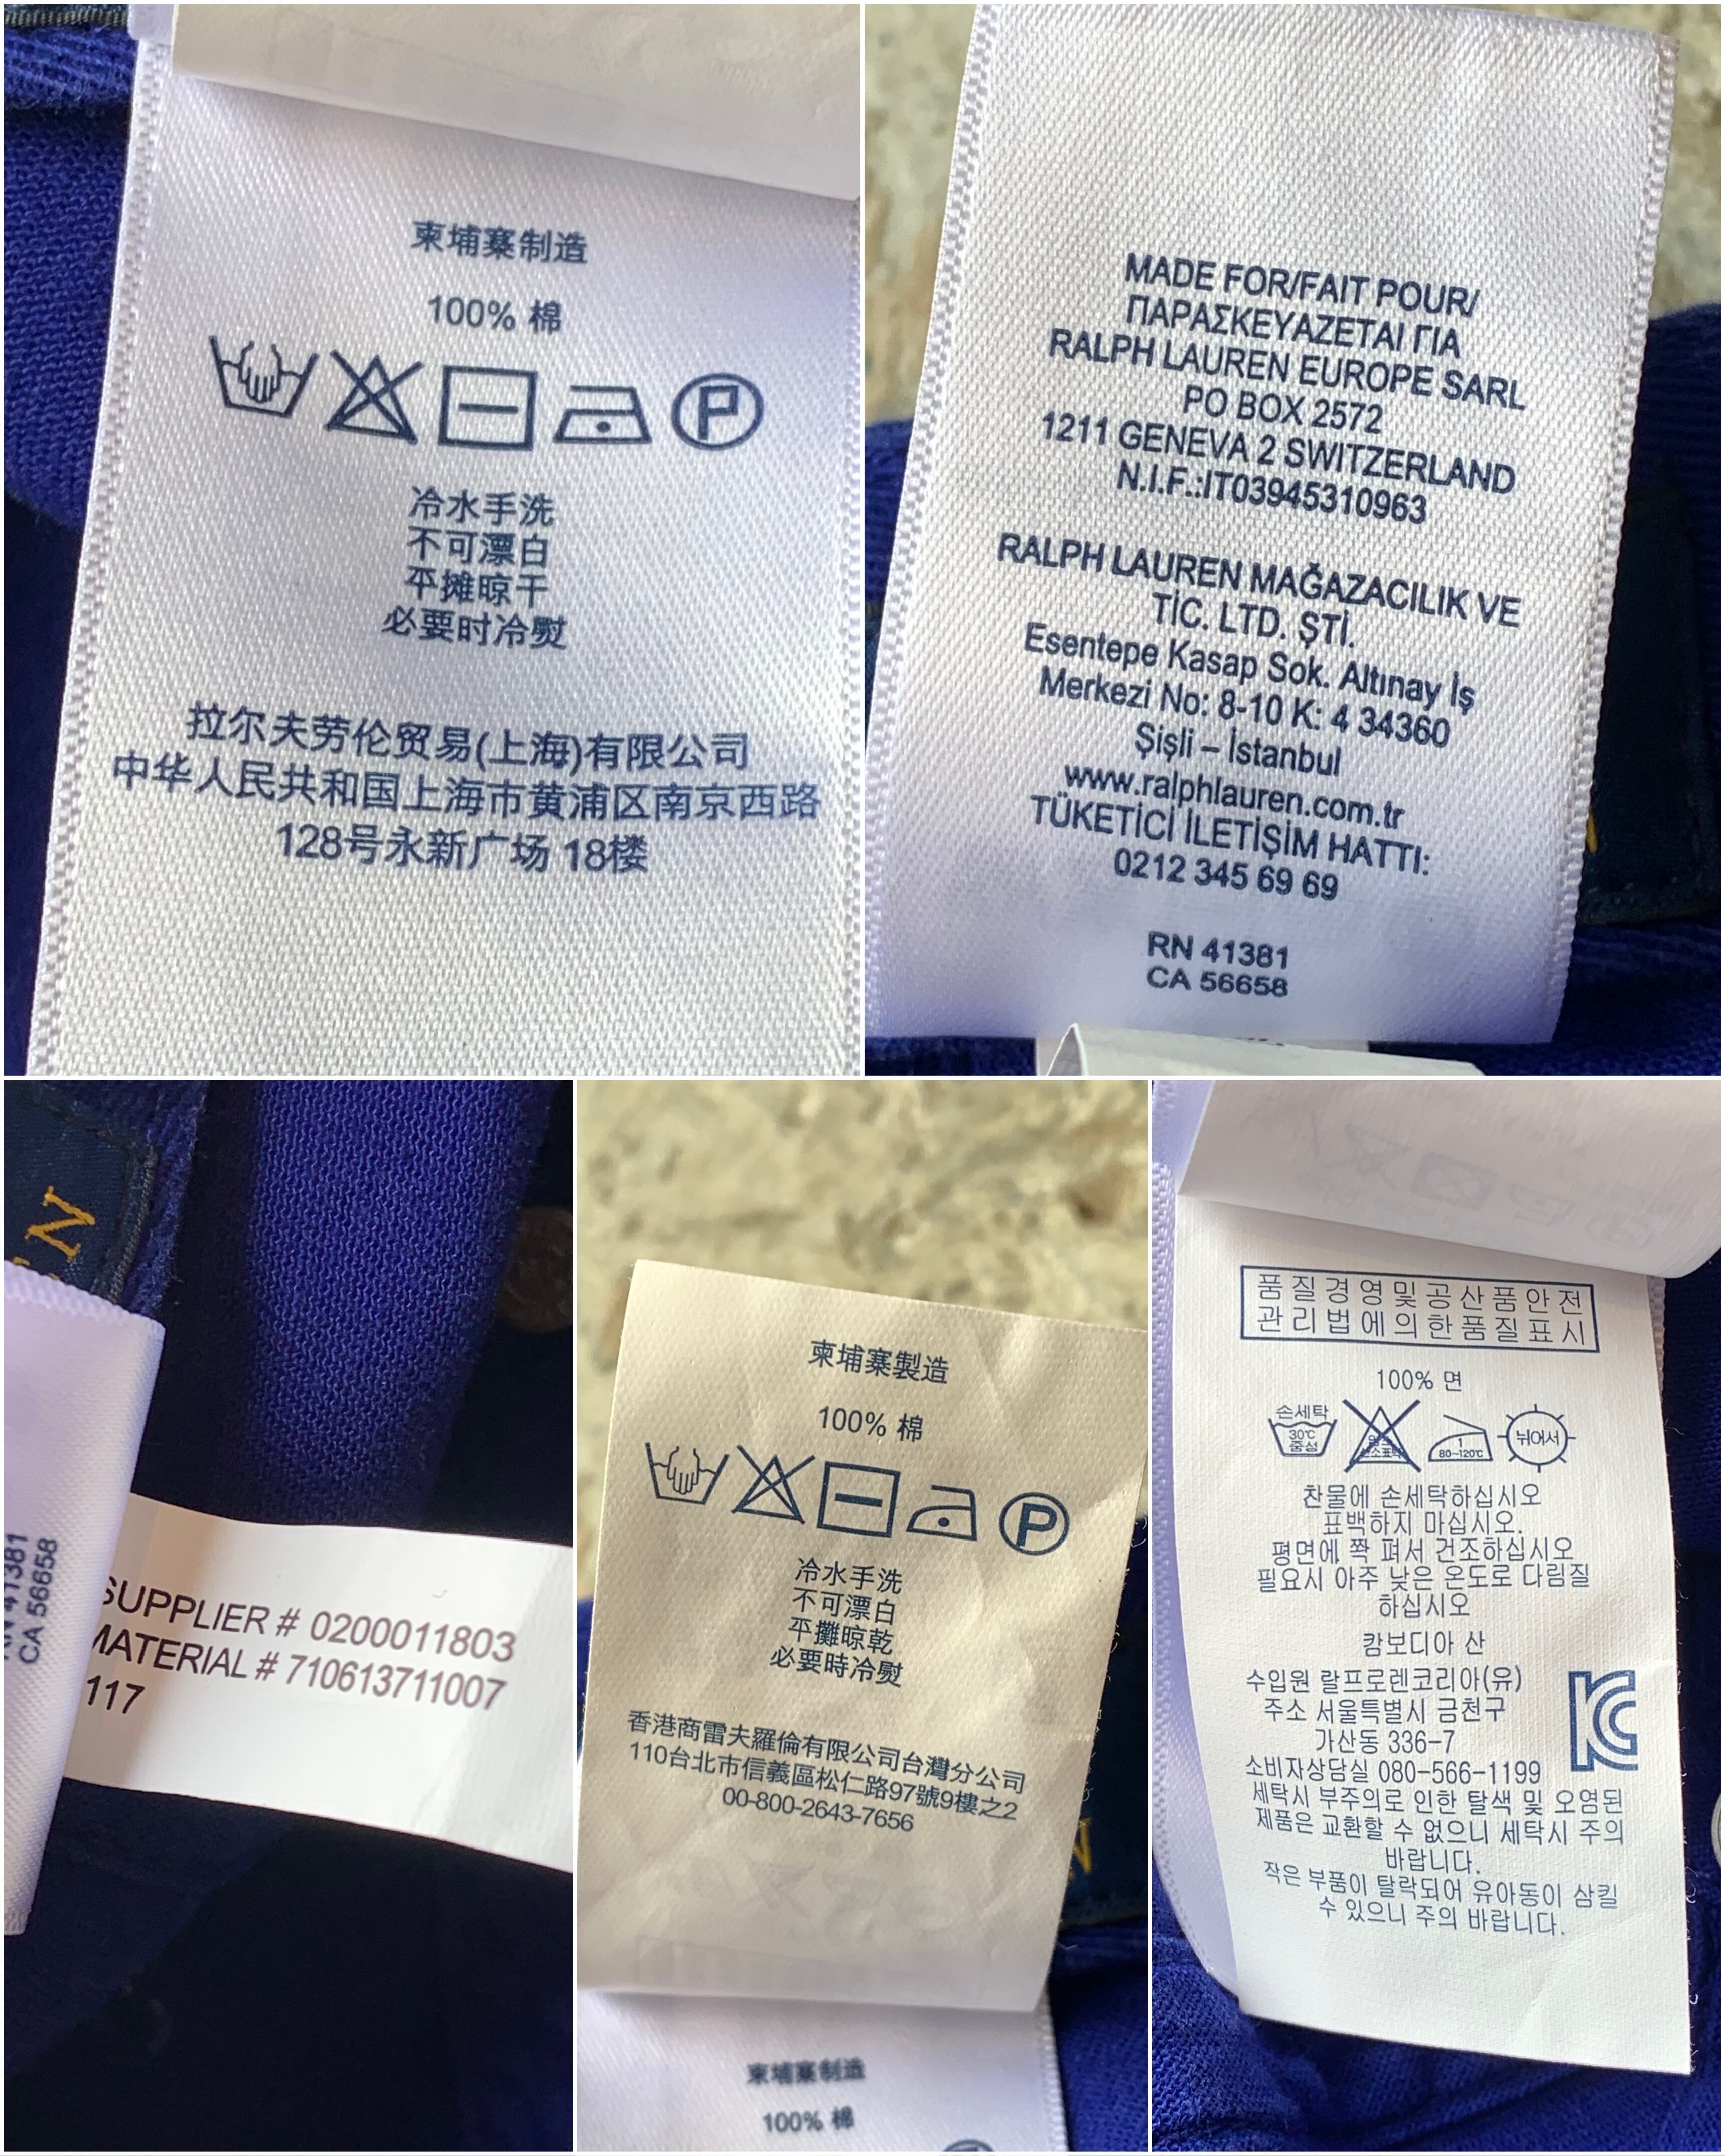 柬埔寨制造
100% 棉
P
冷水手洗
不可漂白
平摊晾干
必要时冷熨
拉尔夫劳伦贸易(上海)有限公司
中华人民共和国上海市黄浦区南京西路
128号永新广场 18楼
MADE FOR/FAIT POUR/
ΠΑΡΑΣΚΕΥΑΖΕΤΑΙ ΓΙΑ
RALPH LAUREN EUROPE SARL
PO BOX 2572
1211 GENEVA 2 SWITZERLAND
N.I.F.:IT03945310963
RALPH LAUREN MAĞAZACILIK VE
TİC. LTD. ŞTİ.
Esentepe Kasap Sok. Altınay İş
Merkezi No: 8-10 K: 4 34360
Şişli – İstanbul
www.ralphlauren.com.tr
TÜKETİCİ İLETİŞİM HATTI:
0212 345 69 69
RN 41381
CA 56658
N
41381
CA 56658
SUPPLIER # 0200011803
MATERIAL # 710613711007
117
柬埔寨製造
100% 棉
P
冷水手洗
不可漂白
平攤晾乾
必要時冷熨
香港商雷夫羅倫有限公司台灣分公司
110台北市信義區松仁路97號9樓之2
00-800-2643-7656
N
柬埔寨制造
100% 棉
품질경영및공산품안전
관리법에의한품질표시
100% 면
손세탁
30℃
중성
산소표백
1
80~120℃
뉘어서
찬물에 손세탁하십시오
표백하지 마십시오.
평면에 쫙 펴서 건조하십시오
필요시 아주 낮은 온도로 다림질
하십시오
캄보디아 산
수입원 랄프로렌코리아(유)
주소 서울특별시 금천구
가산동 336-7
소비자상담실 080-566-1199
세탁시 부주의로 인한 탈색 및 오염된
제품은 교환할 수 없으니 세탁시 주의
바랍니다.
작은 부품이 탈락되어 유아동이 삼킬
수 있으니 주의 바랍니다.